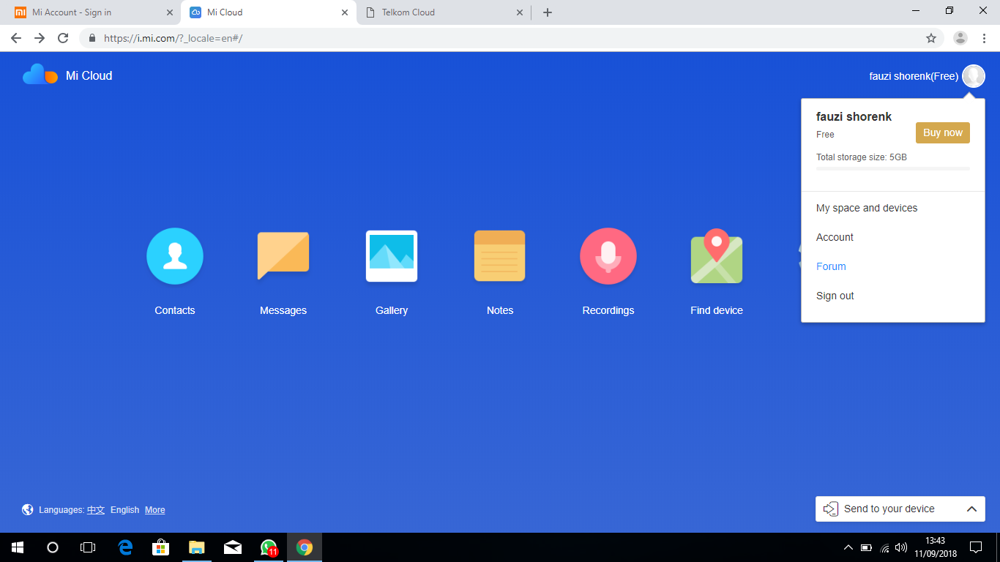 Mi Account - Sign in
Mi Cloud
Telkom Cloud
https://i.mi.com/?_locale=en#/
Mi Cloud
fauzi shorenk(Free)
fauzi shorenk
Free
Buy now
Total storage size: 5GB
My space and devices
Account
Forum
Sign out
Contacts
Messages
Gallery
Notes
Recordings
Find device
Languages: 中文 English More
Send to your device
11
13:43
11/09/2018